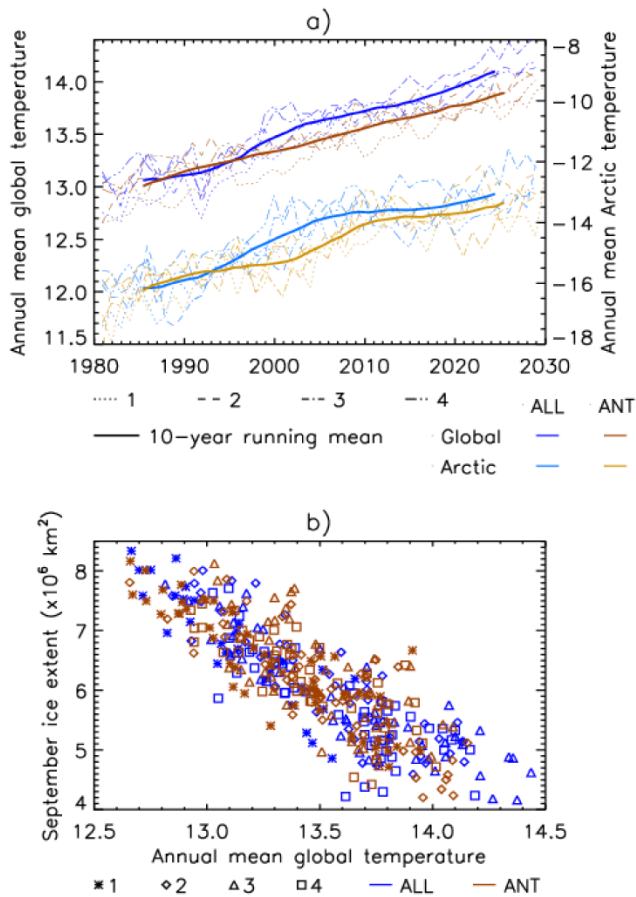 a)
14.0
13.5
13.0
12.5
12.0
11.5
Annual mean global temperature
−8
−10
−12
−14
−16
−18
Annual mean Arctic temperature
1980 1990 2000 2010 2020 2030
1 2 3 4 ALL ANT
10−year running mean Global
Arctic
b)
8
7
6
5
4
September ice extent (x10⁶ km²)
12.5 13.0 13.5 14.0 14.5
Annual mean global temperature
1 2 3 4 ALL ANT